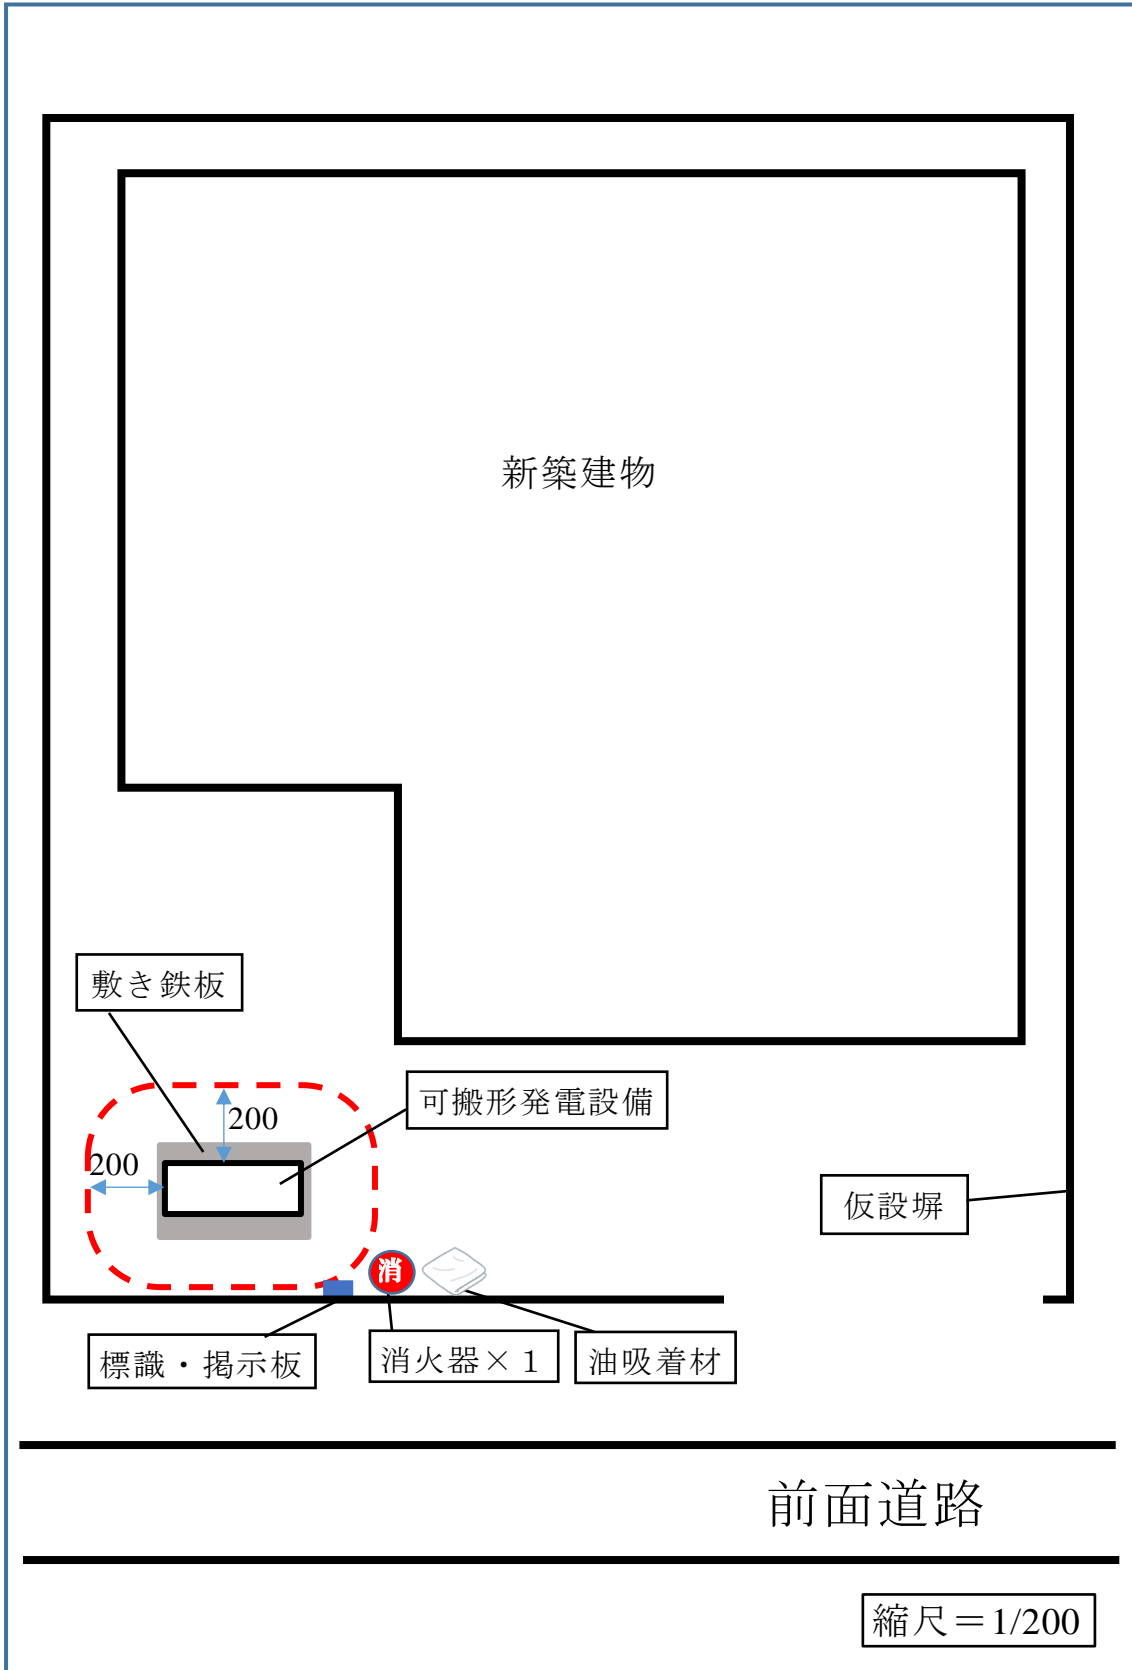 新築建物
敷き鉄板
可搬形発電設備
200
200
仮設塀
消
標識・掲示板
消火器×１
油吸着材
前面道路
縮尺＝1/200